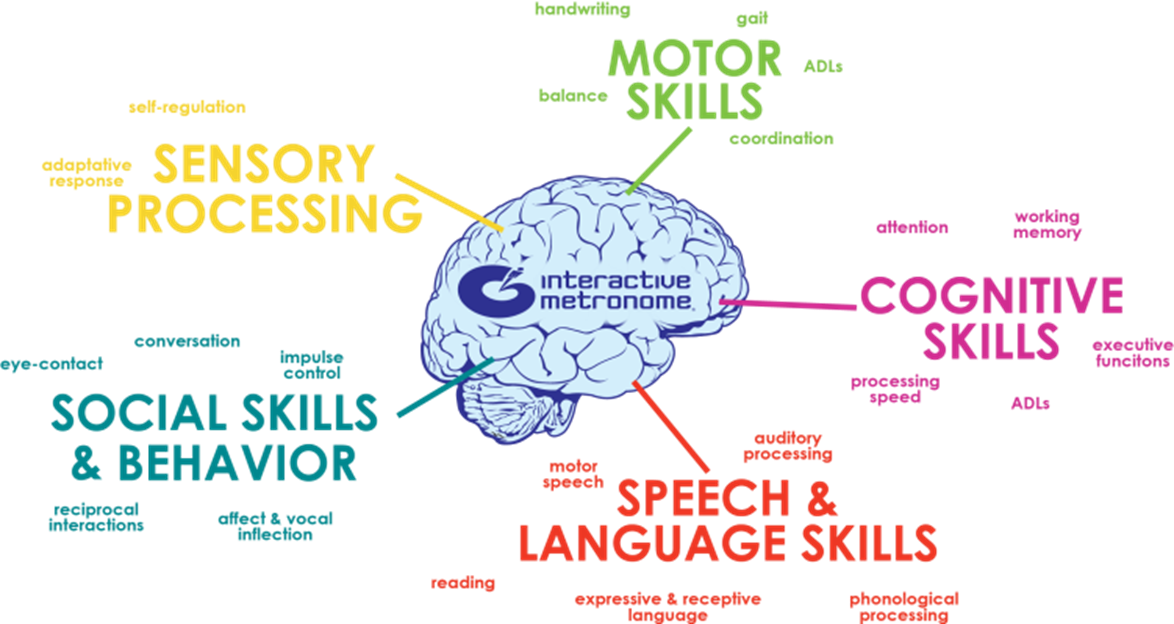 handwriting
gait
MOTOR
SKILLS
ADLs
balance
coordination
self-regulation
adaptative
response
SENSORY
PROCESSING
attention
working
memory
COGNITIVE
SKILLS
executive
funcitons
processing
speed
ADLs
interactive
metronome®
conversation
eye-contact
impulse
control
SOCIAL SKILLS
& BEHAVIOR
reciprocal
interactions
affect & vocal
inflection
auditory
processing
motor
speech
SPEECH &
LANGUAGE SKILLS
reading
expressive & receptive
language
phonological
processing